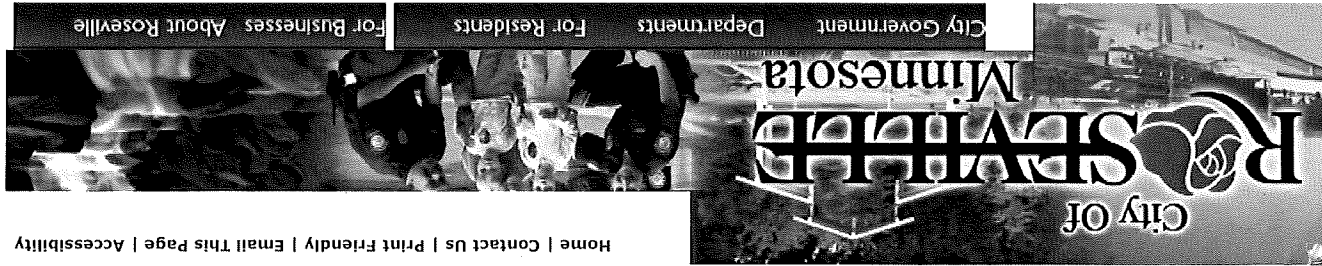 Home | Contact Us | Print Friendly | Email This Page | Accessibility
City Of
ROSEVILLE
Minnesota
City Government Departments For Residents For Businesses About Roseville